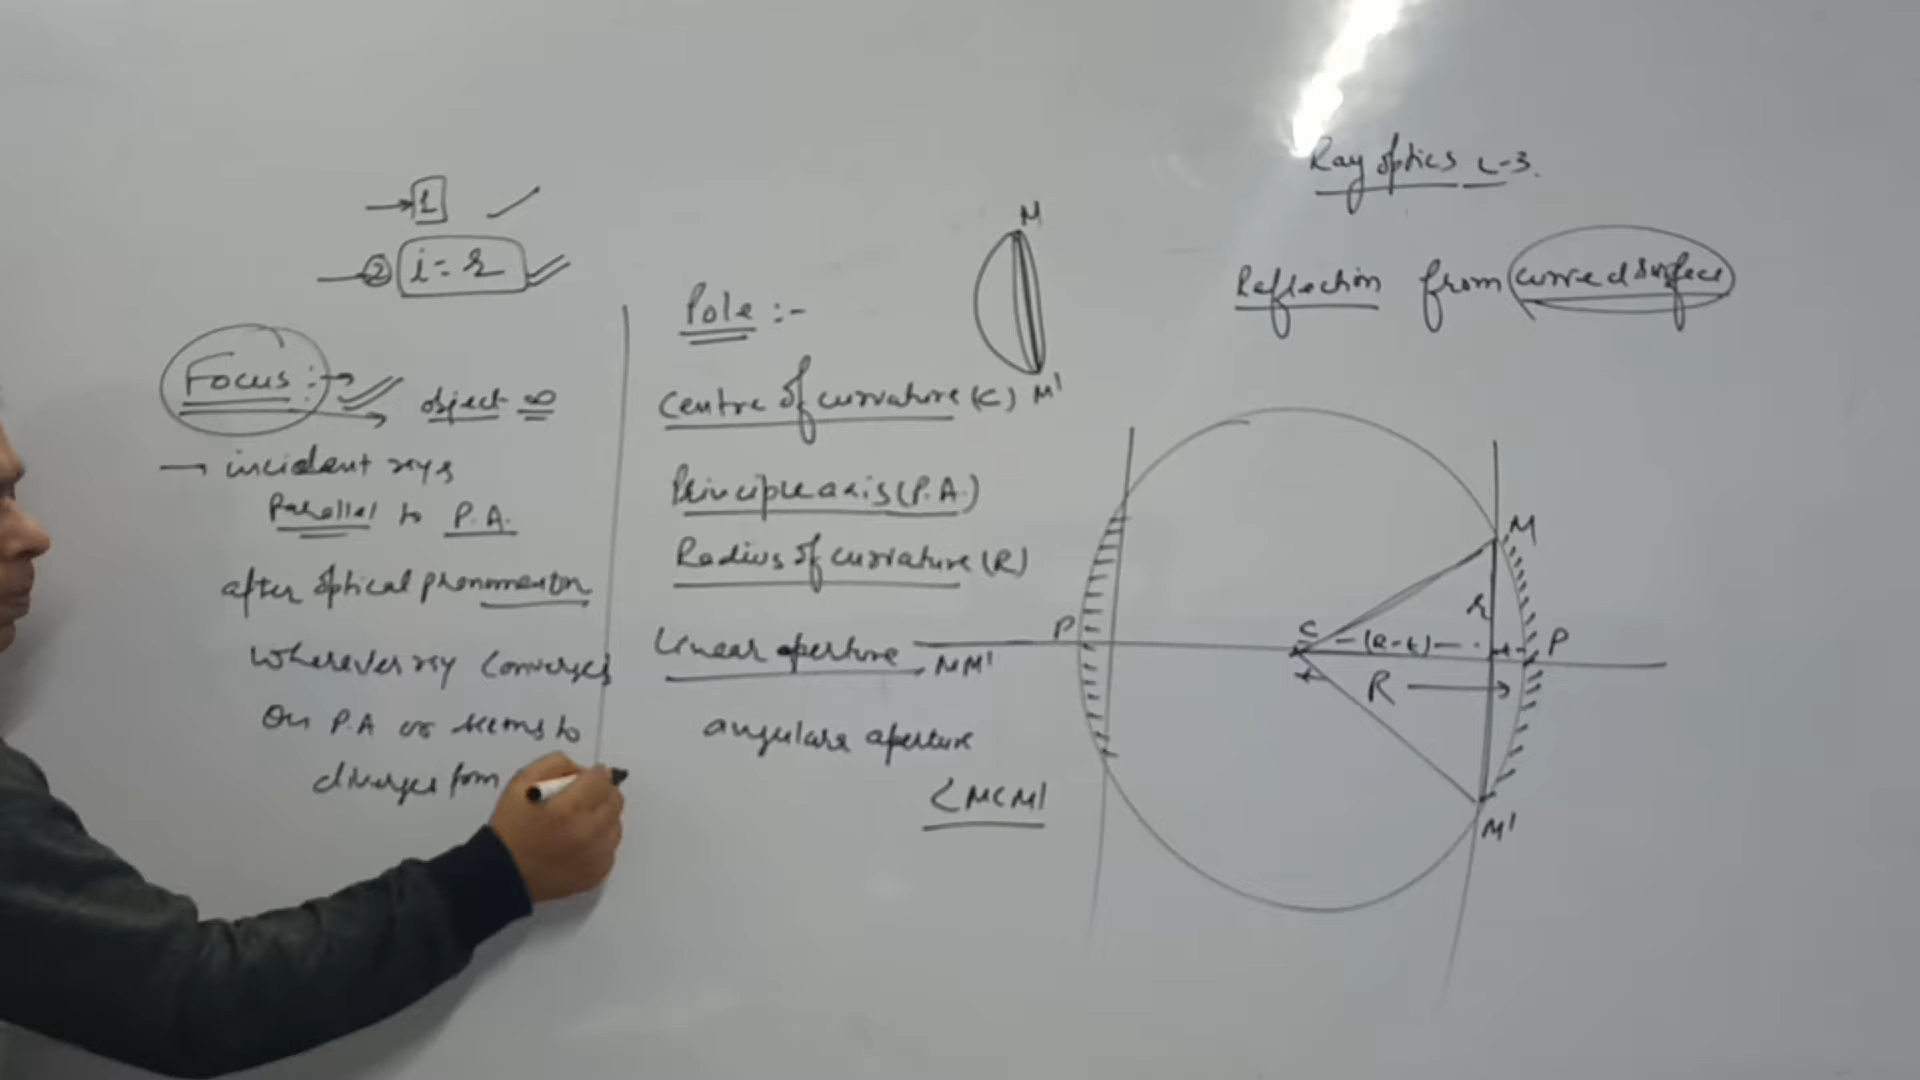 Ray optics L-3.
Reflection from curved surface
→ 1
② i = r
Focus :→
object ∞
→ incident rays
Parallel to P.A.
after optical phenomenon
wherever ray converges
on P.A or seems to
diverges from
Pole :-
Centre of curvature (C)
Principle axis (P.A.)
Radius of curvature (R)
Linear aperture MM'
angular aperture
<MCM'
M
M'
M
r
C
(R-t)
t
P
P
R
M'